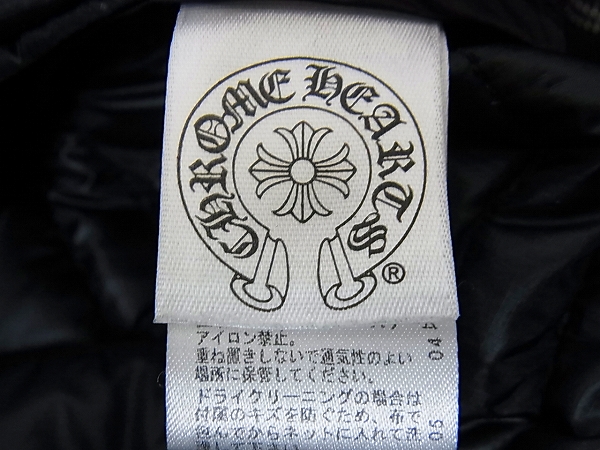 CHROME HEARTS
®
アイロン禁止。
重ね置きしないで通気性のよい
場所に保管してください。
ドライクリーニングの場合は
付属のキズを防ぐため、布で
包んでからネットに入れて洗
04
05